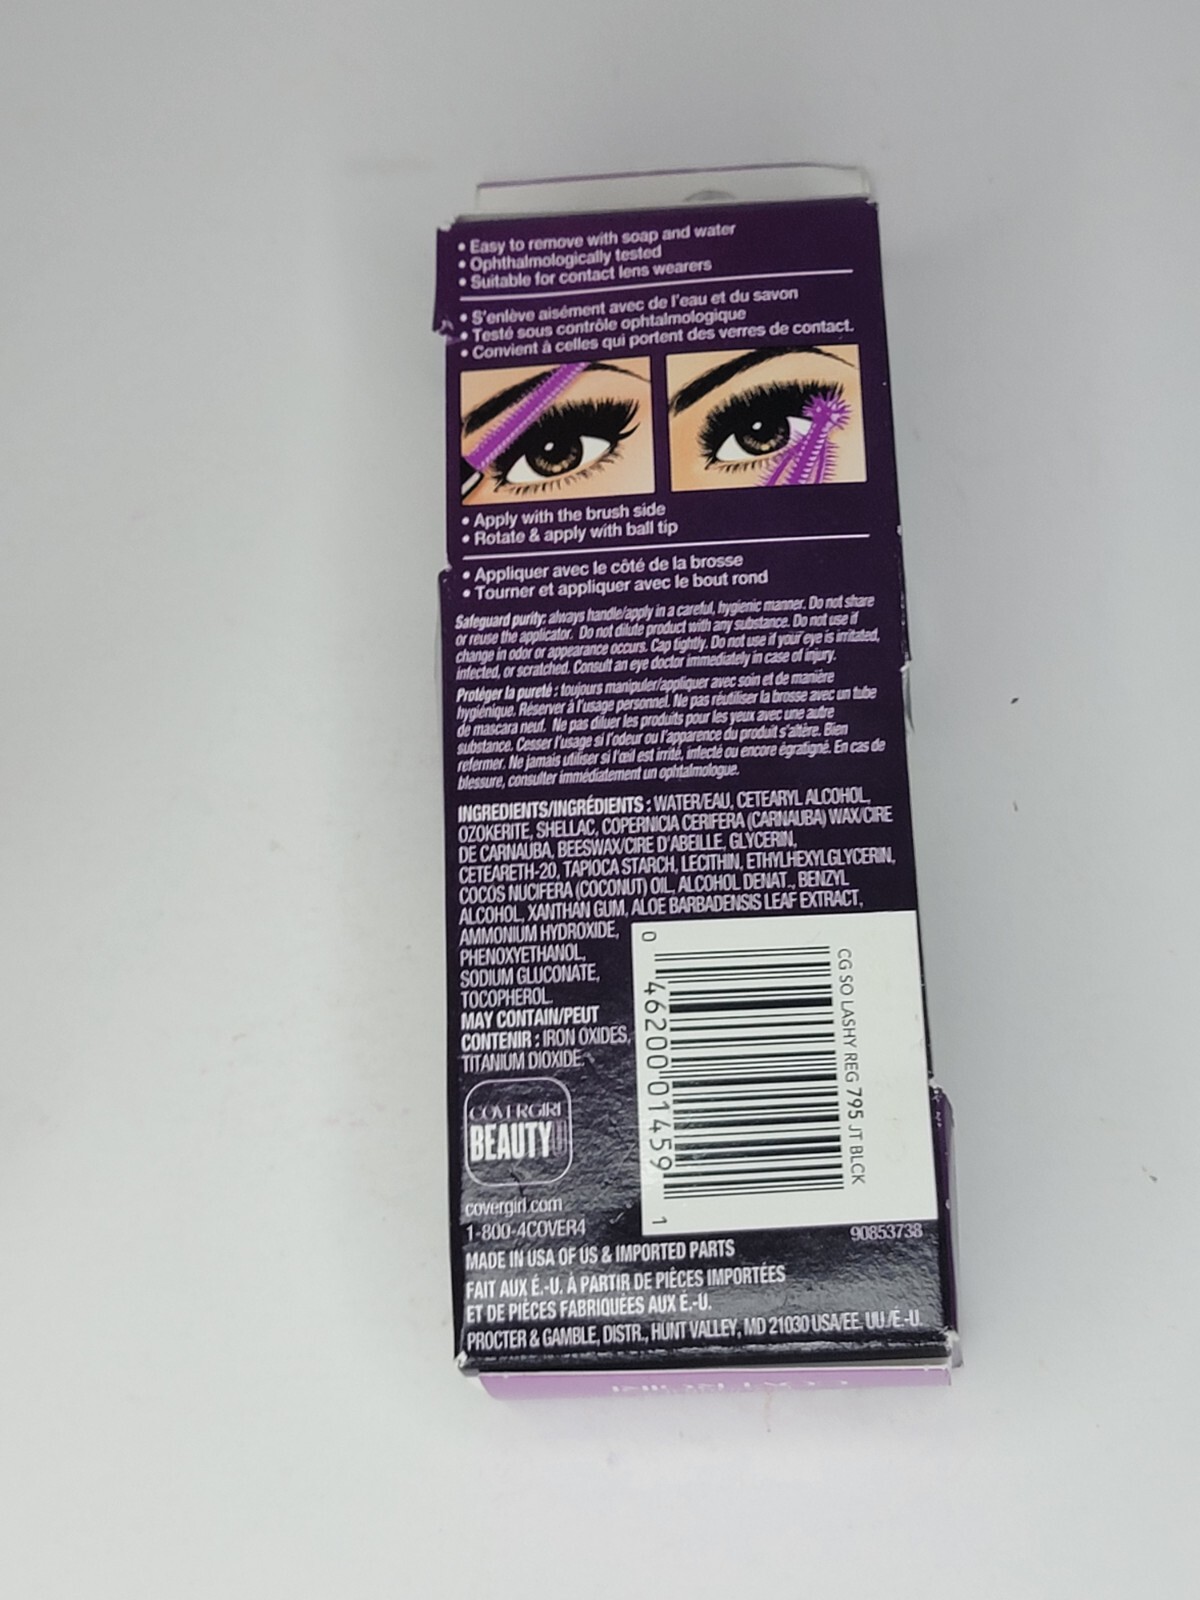 • Easy to remove with soap and water
• Ophthalmologically tested
• Suitable for contact lens wearers
• S'enlève aisément avec de l'eau et du savon
• Testé sous contrôle ophtalmologique
• Convient à celles qui portent des verres de contact.
• Apply with the brush side
• Rotate & apply with ball tip
• Appliquer avec le côté de la brosse
• Tourner et appliquer avec le bout rond
Safeguard purity: always handle/apply in a careful, hygienic manner. Do not share
or reuse the applicator. Do not dilute product with any substance. Do not use if
change in odor or appearance occurs. Cap tightly. Do not use if your eye is irritated,
infected, or scratched. Consult an eye doctor immediately in case of injury.
Protéger la pureté : toujours manipuler/appliquer avec soin et de manière
hygiénique. Réserver à l'usage personnel. Ne pas réutiliser la brosse avec un tube
de mascara neuf. Ne pas diluer les produits pour les yeux avec une autre
substance. Cesser l'usage si l'odeur ou l'apparence du produit s'altère. Bien
refermer. Ne jamais utiliser si l'œil est irrité, infecté ou encore égratigné. En cas de
blessure, consulter immédiatement un ophtalmologue.
INGREDIENTS/INGRÉDIENTS : WATER/EAU, CETEARYL ALCOHOL,
OZOKERITE, SHELLAC, COPERNICIA CERIFERA (CARNAUBA) WAX/CIRE
DE CARNAUBA, BEESWAX/CIRE D'ABEILLE, GLYCERIN,
CETEARETH-20, TAPIOCA STARCH, LECITHIN, ETHYLHEXYLGLYCERIN,
COCOS NUCIFERA (COCONUT) OIL, ALCOHOL DENAT., BENZYL
ALCOHOL, XANTHAN GUM, ALOE BARBADENSIS LEAF EXTRACT,
AMMONIUM HYDROXIDE,
PHENOXYETHANOL,
SODIUM GLUCONATE,
TOCOPHEROL.
MAY CONTAIN/PEUT
CONTENIR : IRON OXIDES,
TITANIUM DIOXIDE.
CG SO LASHY REG 795 JT BLCK
0 46200 01459 1
COVERGIRL
BEAUTY U
covergirl.com
1-800-4COVER4
90853738
MADE IN USA OF US & IMPORTED PARTS
FAIT AUX É.-U. À PARTIR DE PIÈCES IMPORTÉES
ET DE PIÈCES FABRIQUÉES AUX É.-U.
PROCTER & GAMBLE, DISTR., HUNT VALLEY, MD 21030 USA/EE. UU./É.-U.